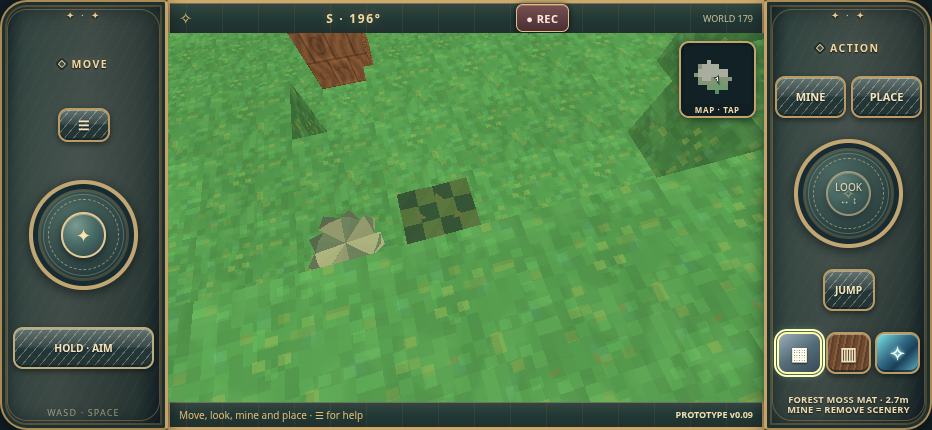 MOVE
HOLD · AIM
WASD · SPACE
S · 196°
● REC
WORLD 179
MAP · TAP
Move, look, mine and place · ☰ for help
PROTOTYPE v0.09
ACTION
MINE
PLACE
LOOK
JUMP
FOREST MOSS MAT · 2.7m
MINE = REMOVE SCENERY